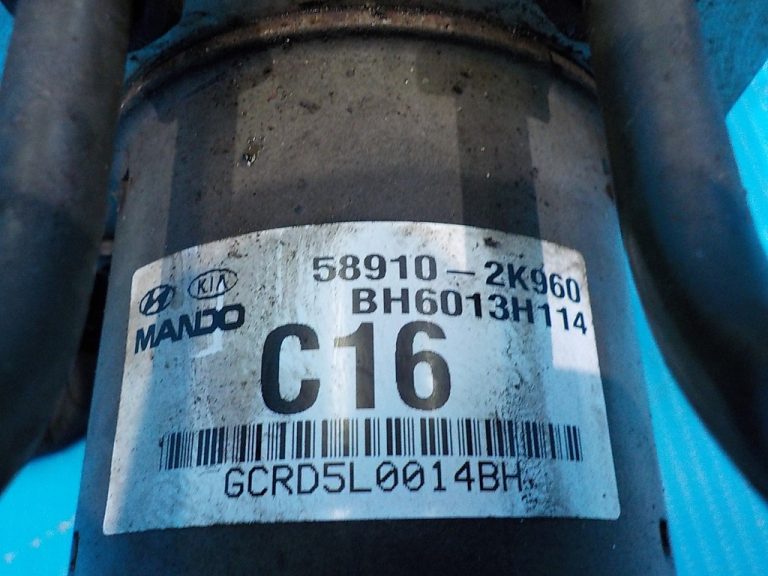 KIA 58910-2K960
MANDO BH6013H114
C16
GCRD5L0014BH